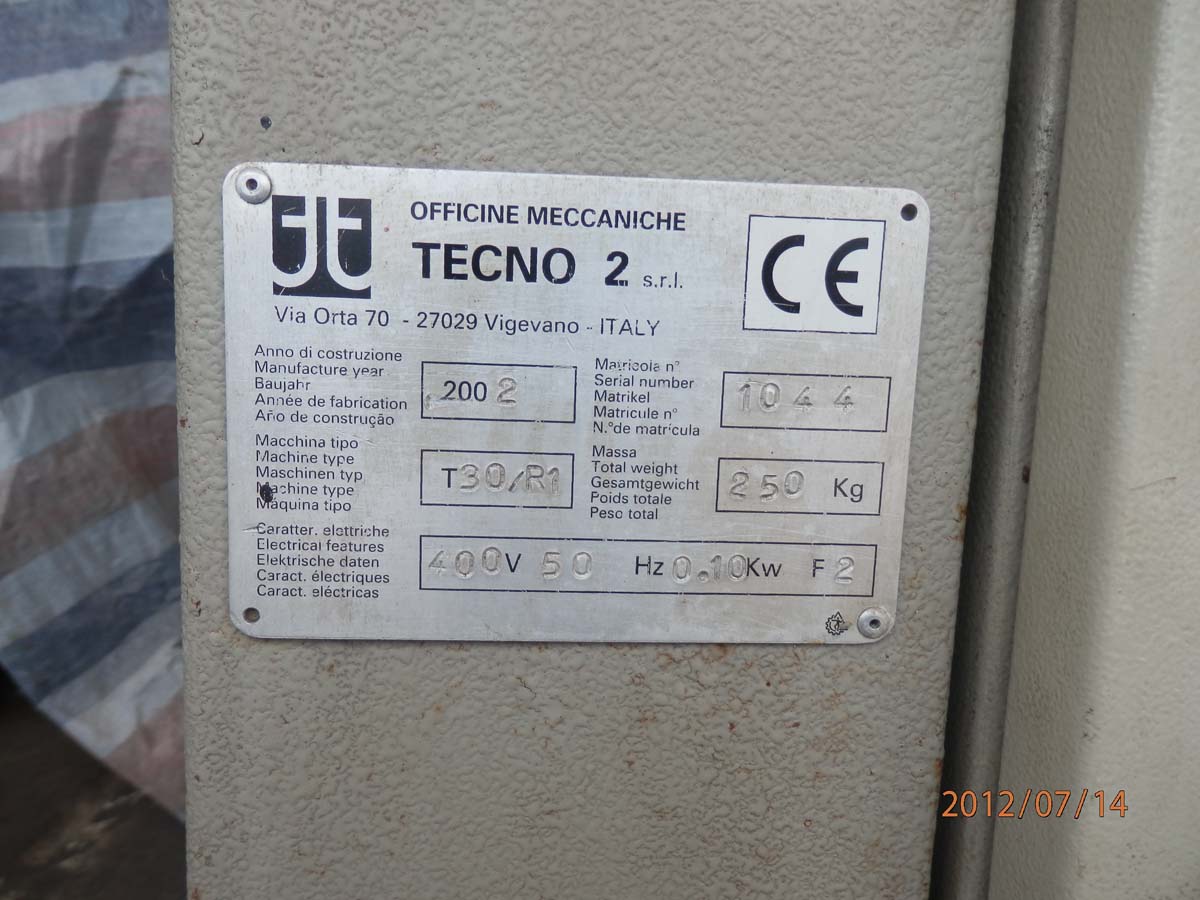 OFFICINE MECCANICHE
TECNO 2 s.r.l.
CE
Via Orta 70 - 27029 Vigevano - ITALY
Anno di costruzione
Manufacture year
Baujahr
Année de fabrication
Año de construção
2002
Matricola n°
Serial number
Matrikel
Matricule n°
N.°de matrícula
1044
Macchina tipo
Machine type
Maschinen typ
Machine type
Máquina tipo
T30/R1
Massa
Total weight
Gesamtgewicht
Poids totale
Peso total
250 Kg
Caratter. elettriche
Electrical features
Elektrische daten
Caract. électriques
Caract. eléctricas
400V 50 Hz 0.10Kw F 2
2012/07/14